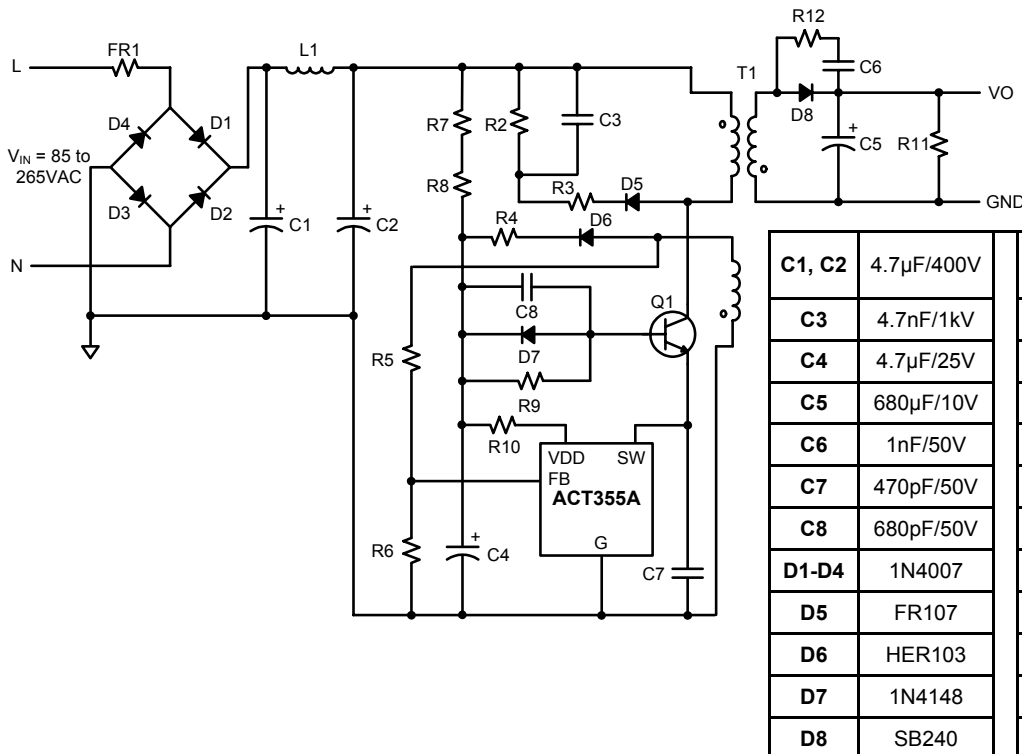 FR1
L
L1
D4
D1
V_IN = 85 to
265VAC
D3
D2
N
C1
+
C2
+
R7
R8
R2
C3
R3
D5
R4
D6
C8
D7
R9
R10
R5
R6
C4
+
Q1
VDD
SW
FB
ACT355A
G
C7
T1
R12
C6
D8
C5
+
R11
VO
GND
C1, C2 4.7µF/400V
C3 4.7nF/1kV
C4 4.7µF/25V
C5 680µF/10V
C6 1nF/50V
C7 470pF/50V
C8 680pF/50V
D1-D4 1N4007
D5 FR107
D6 HER103
D7 1N4148
D8 SB240